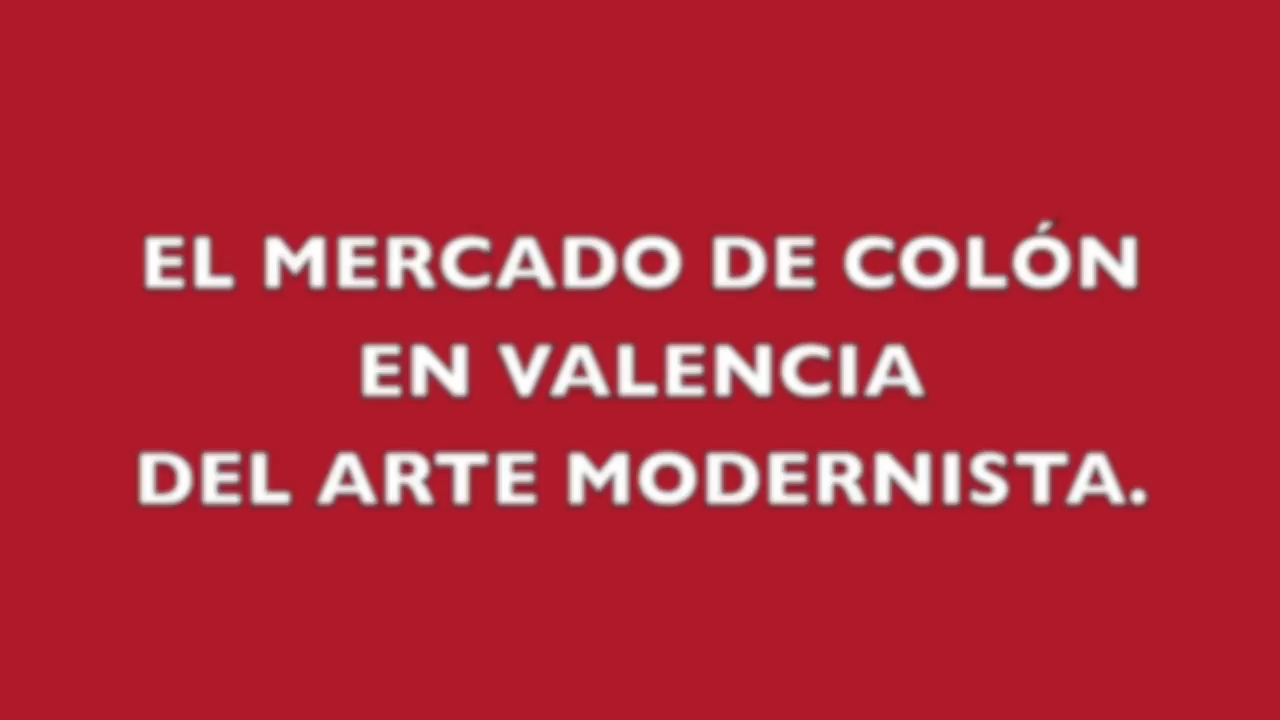 EL MERCADO DE COLÓN
EN VALENCIA
DEL ARTE MODERNISTA.